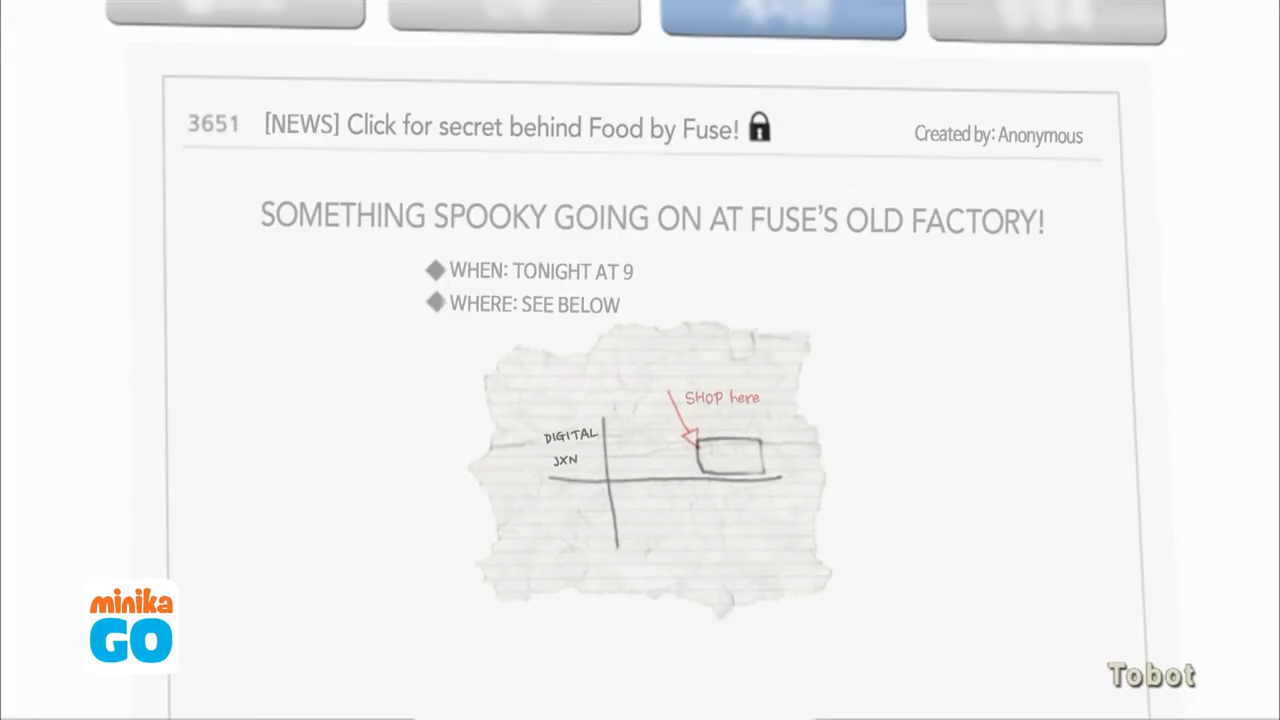 3651 [NEWS] Click for secret behind Food by Fuse! Created by: Anonymous
SOMETHING SPOOKY GOING ON AT FUSE'S OLD FACTORY!
WHEN: TONIGHT AT 9
WHERE: SEE BELOW
SHOP here
DIGITAL
JXN
minika
GO
Tobot